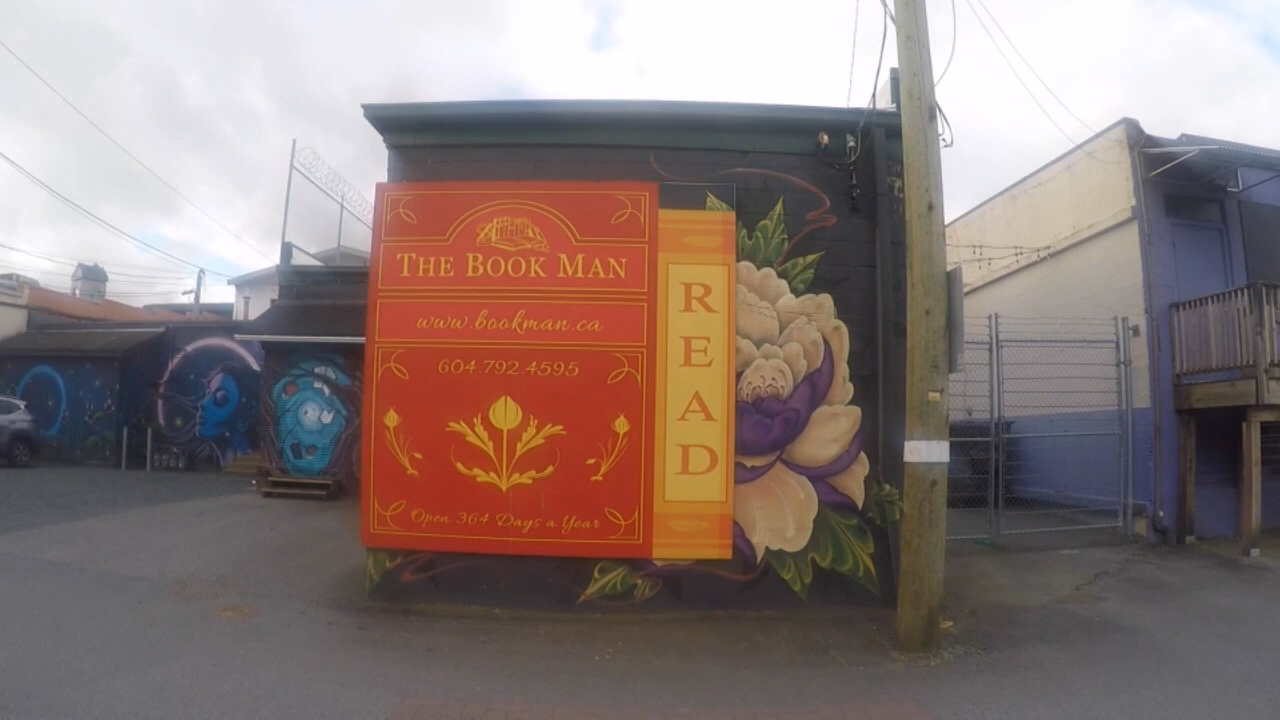 THE BOOK MAN
www.bookman.ca
604.792.4595
Open 364 Days a Year
READ